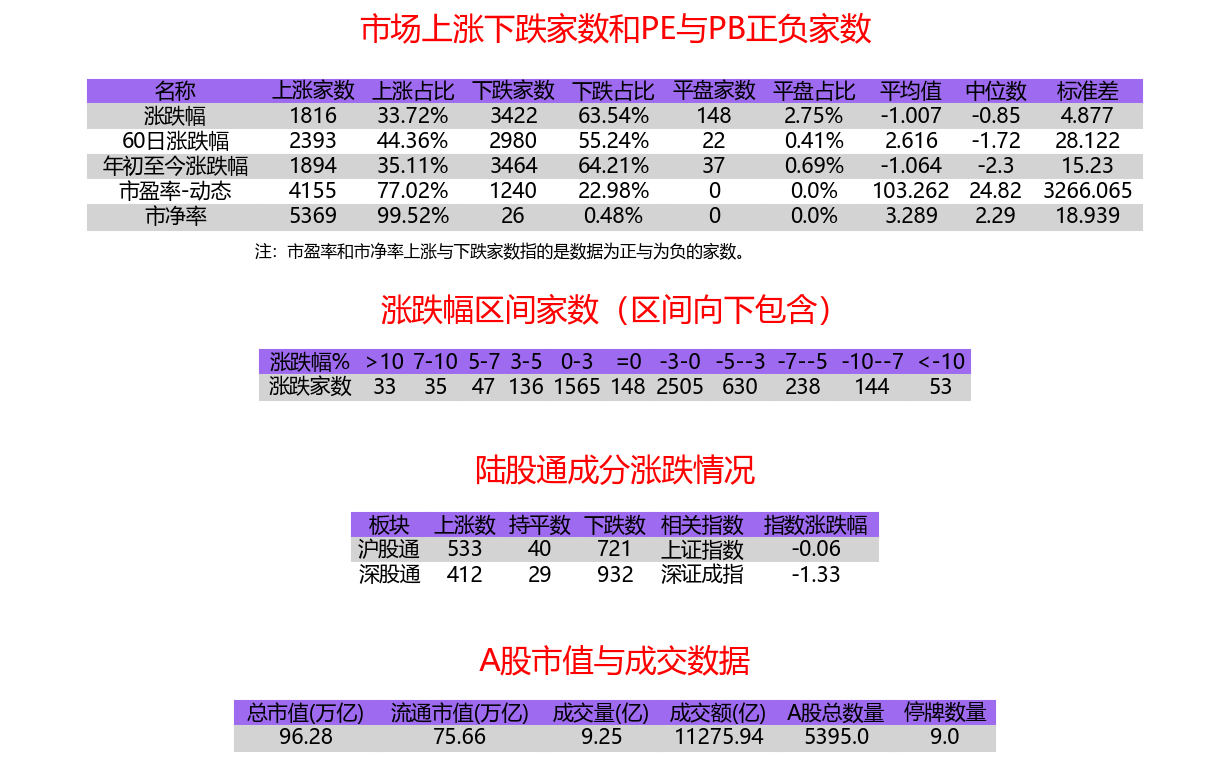 市场上涨下跌家数和PE与PB正负家数
名称 上涨家数 上涨占比 下跌家数 下跌占比 平盘家数 平盘占比 平均值 中位数 标准差
涨跌幅 1816 33.72% 3422 63.54% 148 2.75% -1.007 -0.85 4.877
60日涨跌幅 2393 44.36% 2980 55.24% 22 0.41% 2.616 -1.72 28.122
年初至今涨跌幅 1894 35.11% 3464 64.21% 37 0.69% -1.064 -2.3 15.23
市盈率-动态 4155 77.02% 1240 22.98% 0 0.0% 103.262 24.82 3266.065
市净率 5369 99.52% 26 0.48% 0 0.0% 3.289 2.29 18.939
注：市盈率和市净率上涨与下跌家数指的是数据为正与为负的家数。
涨跌幅区间家数（区间向下包含）
涨跌幅% >10 7-10 5-7 3-5 0-3 =0 -3-0 -5--3 -7--5 -10--7 <-10
涨跌家数 33 35 47 136 1565 148 2505 630 238 144 53
陆股通成分涨跌情况
板块 上涨数 持平数 下跌数 相关指数 指数涨跌幅
沪股通 533 40 721 上证指数 -0.06
深股通 412 29 932 深证成指 -1.33
A股市值与成交数据
总市值(万亿) 流通市值(万亿) 成交量(亿) 成交额(亿) A股总数量 停牌数量
96.28 75.66 9.25 11275.94 5395.0 9.0